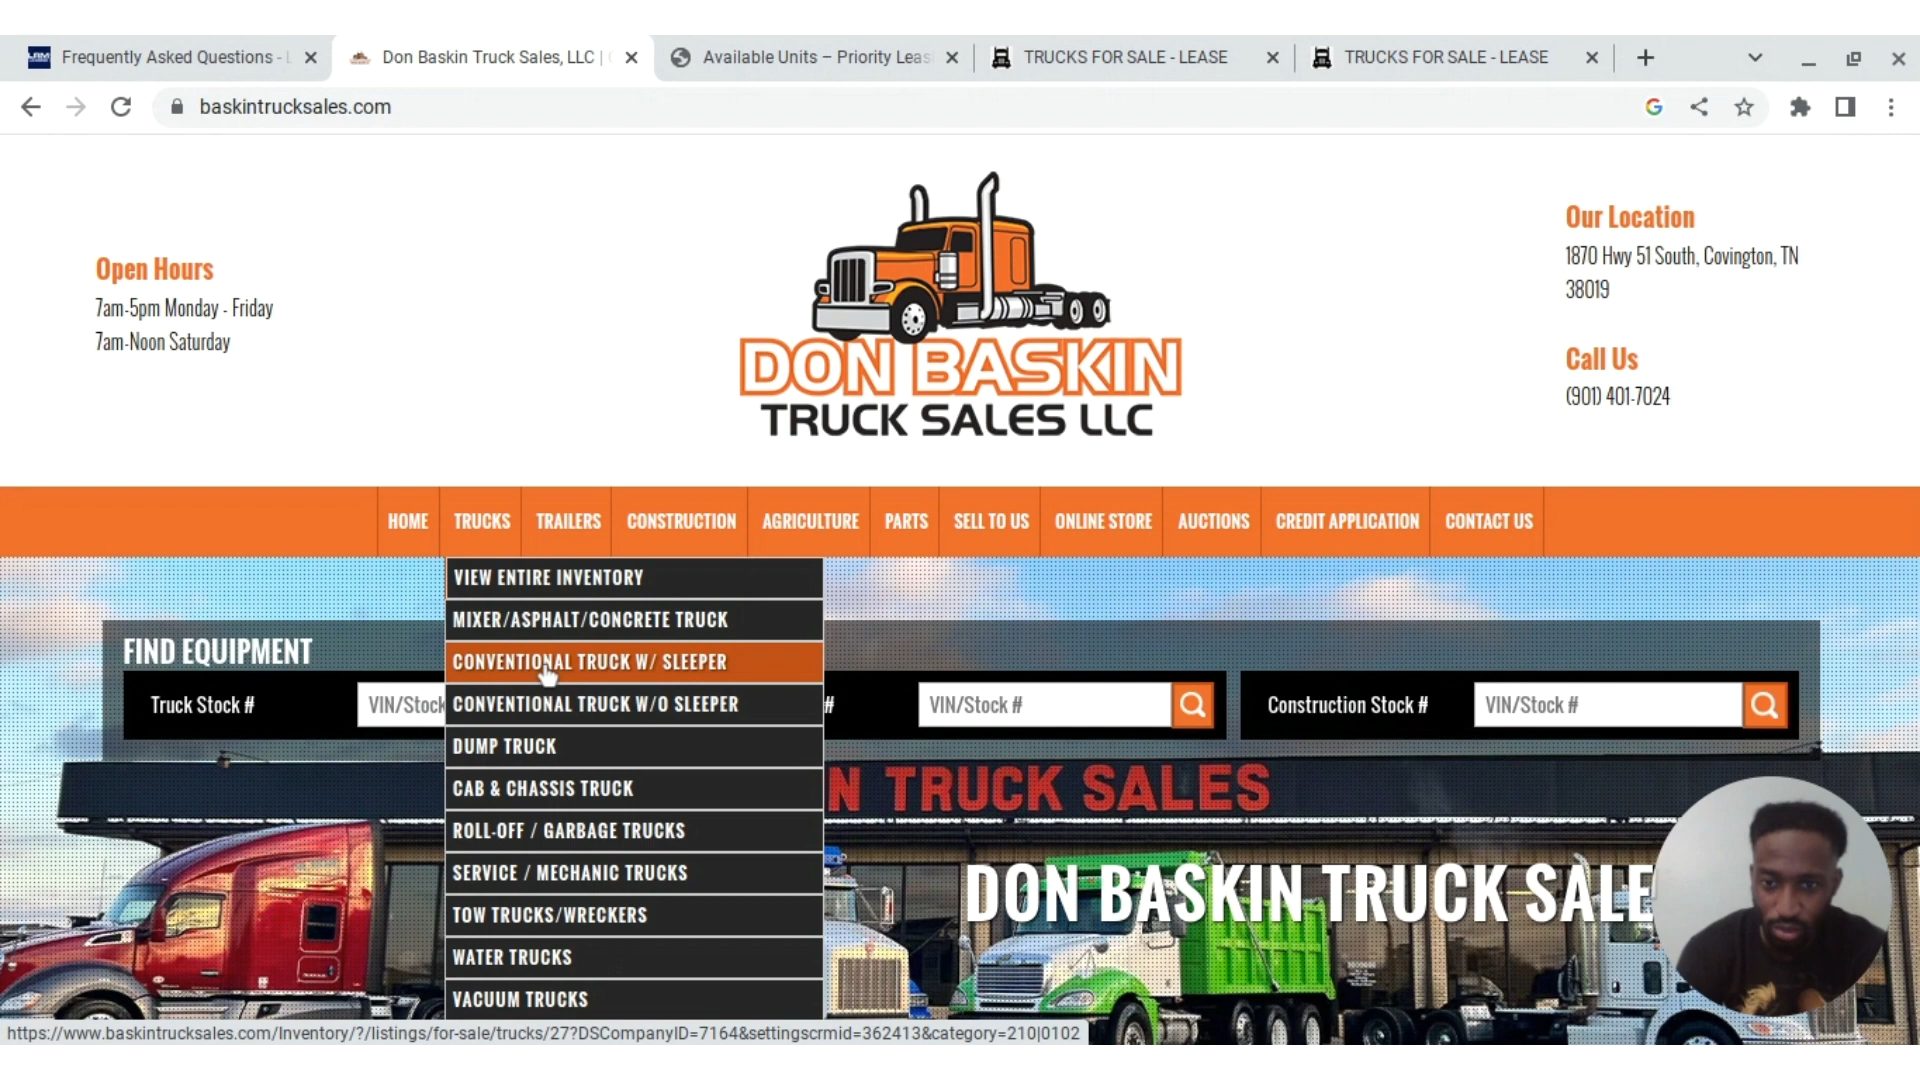 Frequently Asked Questions - L
Don Baskin Truck Sales, LLC |
Available Units – Priority Leas
TRUCKS FOR SALE - LEASE
TRUCKS FOR SALE - LEASE
baskintrucksales.com
Open Hours
7am-5pm Monday - Friday
7am-Noon Saturday
DON BASKIN
TRUCK SALES LLC
Our Location
1870 Hwy 51 South, Covington, TN
38019
Call Us
(901) 401-7024
HOME TRUCKS TRAILERS CONSTRUCTION AGRICULTURE PARTS SELL TO US ONLINE STORE AUCTIONS CREDIT APPLICATION CONTACT US
VIEW ENTIRE INVENTORY
MIXER/ASPHALT/CONCRETE TRUCK
CONVENTIONAL TRUCK W/ SLEEPER
CONVENTIONAL TRUCK W/O SLEEPER
DUMP TRUCK
CAB & CHASSIS TRUCK
ROLL-OFF / GARBAGE TRUCKS
SERVICE / MECHANIC TRUCKS
TOW TRUCKS/WRECKERS
WATER TRUCKS
VACUUM TRUCKS
FIND EQUIPMENT
Truck Stock # VIN/Stock # VIN/Stock # Construction Stock # VIN/Stock #
N TRUCK SALES
DON BASKIN TRUCK SALE
https://www.baskintrucksales.com/Inventory/?/listings/for-sale/trucks/27?DSCompanyID=7164&settingscrmid=362413&category=210|0102